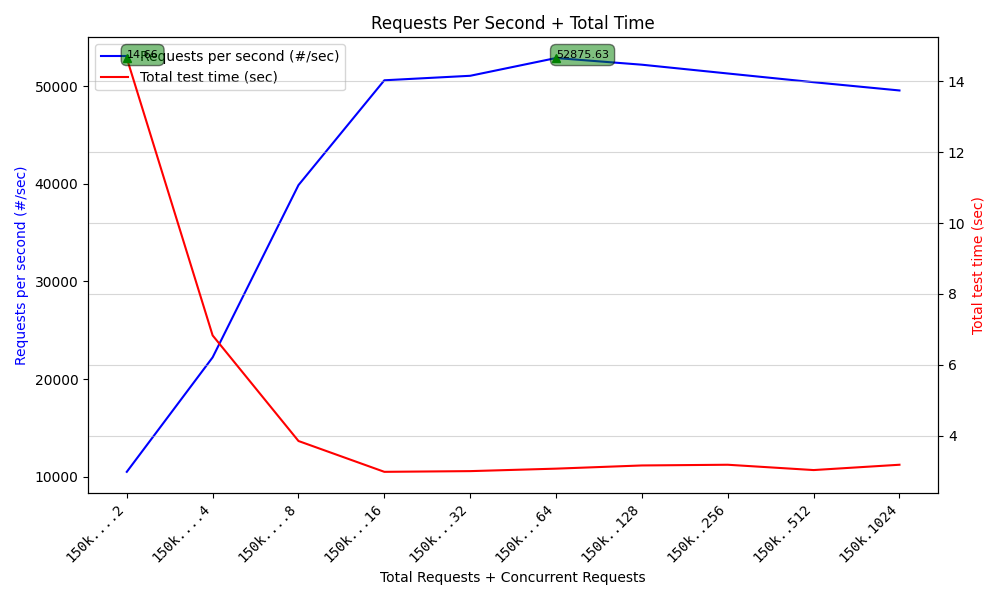 Requests Per Second + Total Time
14.66
Requests per second (#/sec)
Total test time (sec)
52875.63
50000
40000
30000
20000
10000
Requests per second (#/sec)
14
12
10
8
6
4
Total test time (sec)
150k....2
150k....4
150k....8
150k...16
150k...32
150k...64
150k..128
150k..256
150k..512
150k.1024
Total Requests + Concurrent Requests